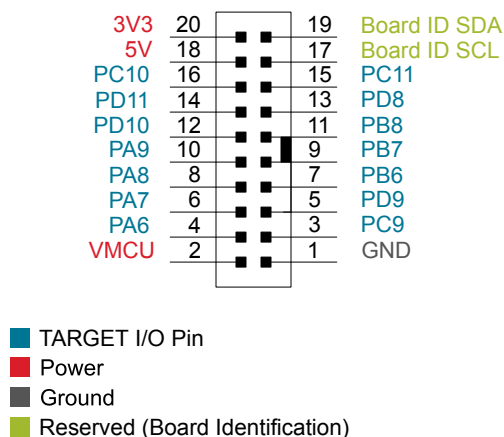 3V3 20 19 Board ID SDA
5V 18 17 Board ID SCL
PC10 16 15 PC11
PD11 14 13 PD8
PD10 12 11 PB8
PA9 10 9 PB7
PA8 8 7 PB6
PA7 6 5 PD9
PA6 4 3 PC9
VMCU 2 1 GND
TARGET I/O Pin
Power
Ground
Reserved (Board Identification)